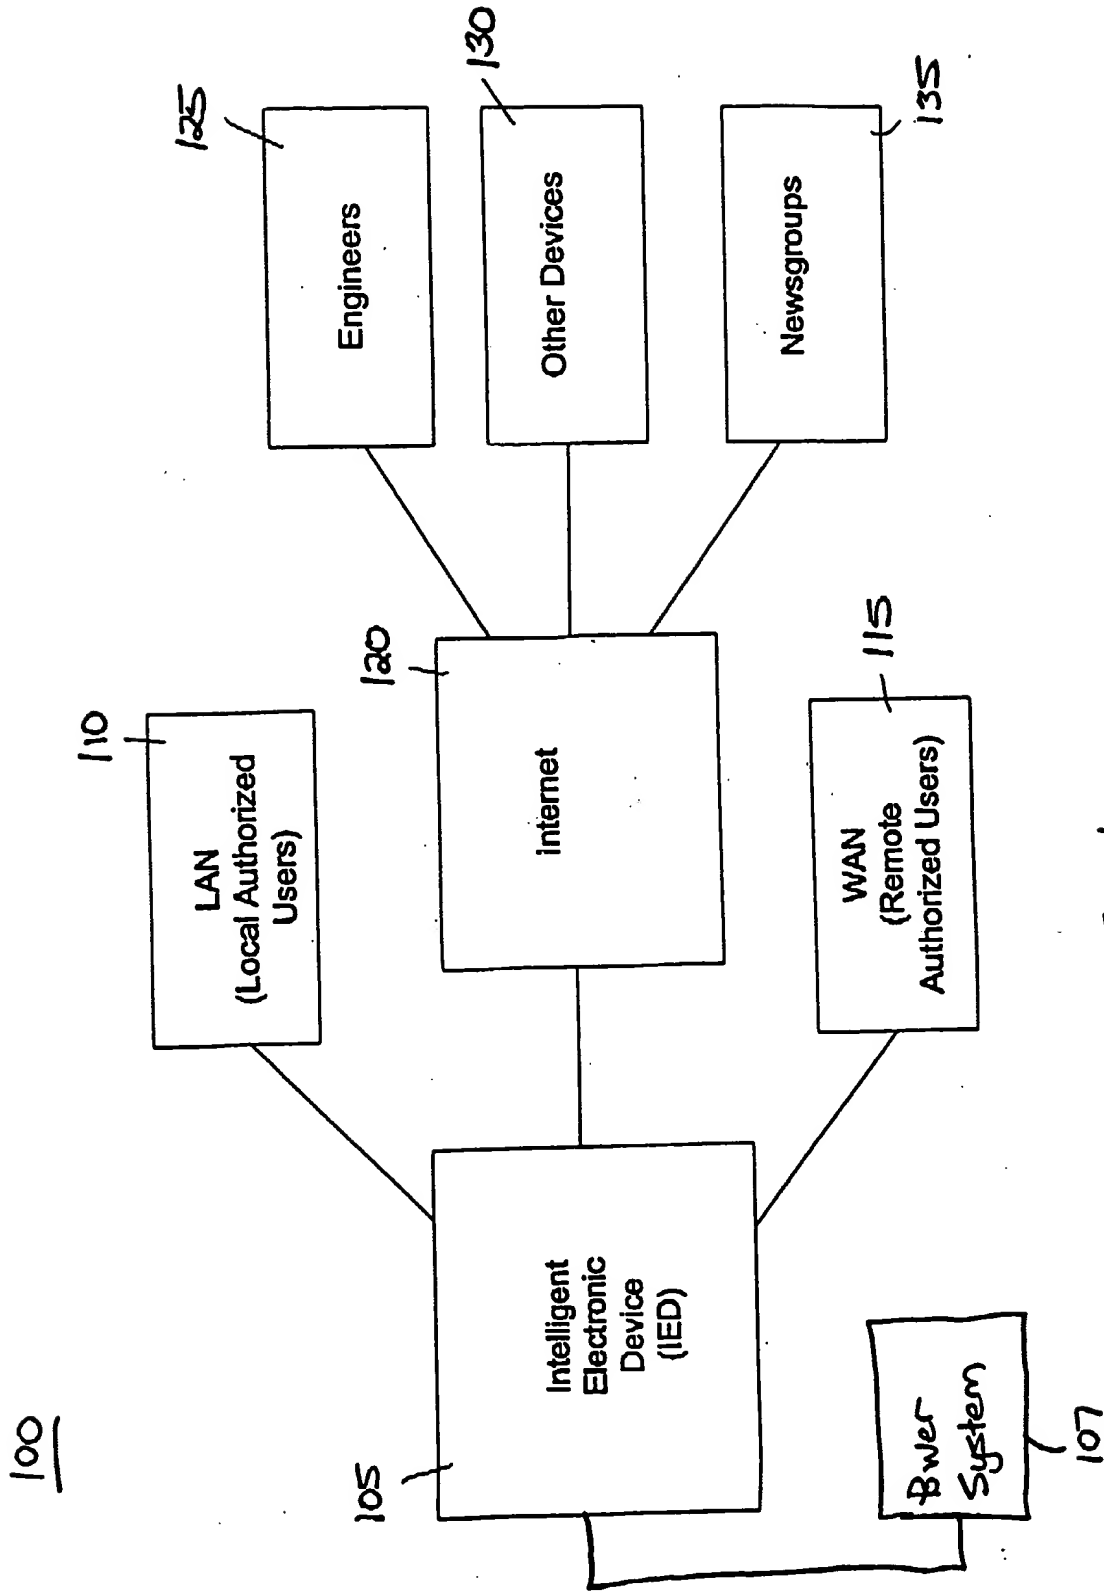 100
105
Intelligent
Electronic
Device
(IED)
Power
System
107
110
LAN
(Local Authorized
Users)
120
Internet
WAN
(Remote
Authorized Users)
115
125
Engineers
130
Other Devices
Newsgroups
135